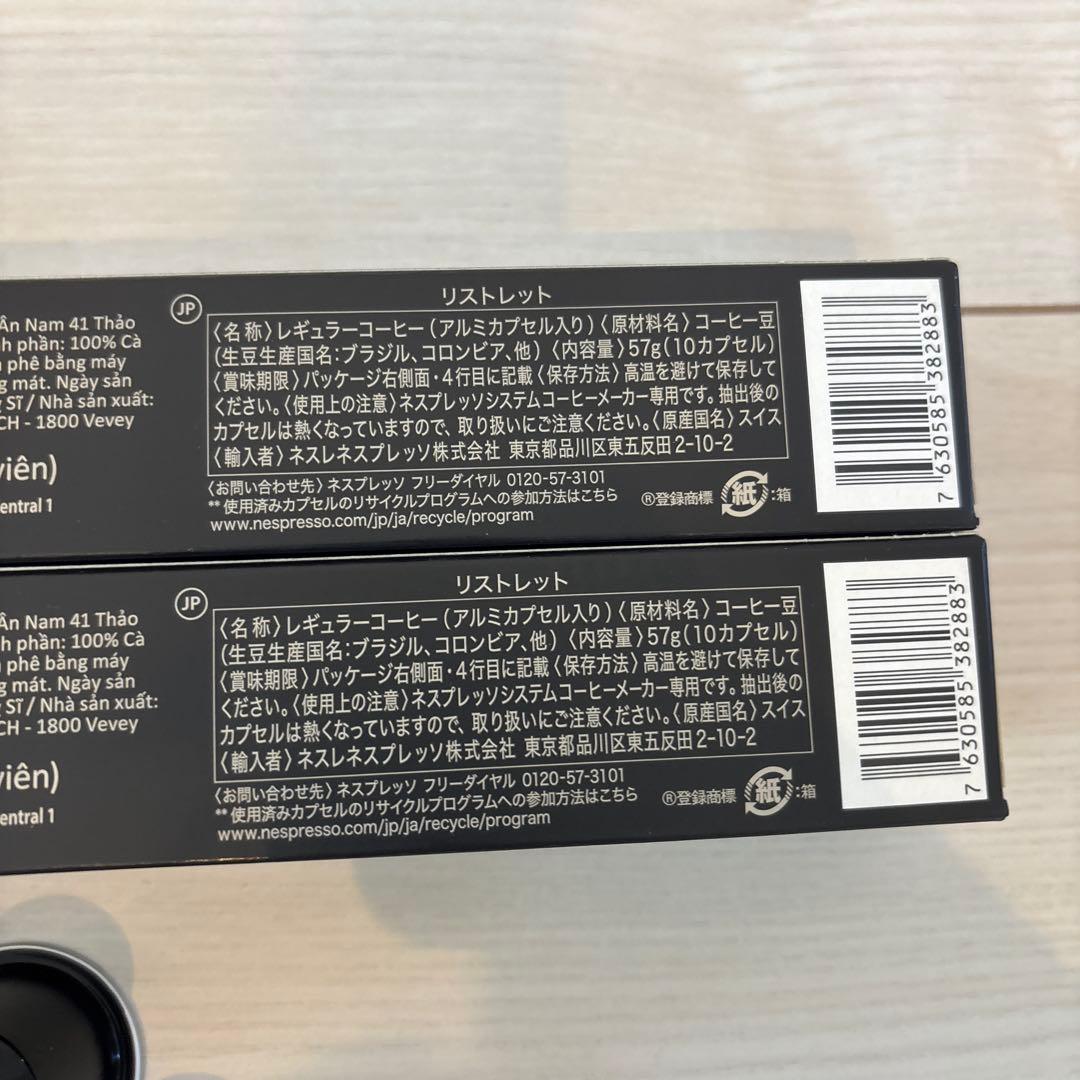 Ân Nam 41 Thảo
nh phần: 100% Cà
phê bằng máy
g mát. Ngày sản
Sĩ / Nhà sản xuất:
CH - 1800 Vevey
viên)
entral 1
JP
リストレット
〈名称〉レギュラーコーヒー（アルミカプセル入り）〈原材料名〉コーヒー豆
（生豆生産国名：ブラジル、コロンビア、他）〈内容量〉57g（10カプセル）
〈賞味期限〉パッケージ右側面・4行目に記載〈保存方法〉高温を避けて保存して
ください。〈使用上の注意〉ネスプレッソシステムコーヒーメーカー専用です。抽出後の
カプセルは熱くなっていますので、取り扱いにご注意ください。〈原産国名〉スイス
〈輸入者〉ネスレネスプレッソ株式会社 東京都品川区東五反田2-10-2
〈お問い合わせ先〉ネスプレッソ フリーダイヤル 0120-57-3101
**使用済みカプセルのリサイクルプログラムへの参加方法はこちら
www.nespresso.com/jp/ja/recycle/program
®登録商標
紙:箱
7 630585 382883
Ân Nam 41 Thảo
nh phần: 100% Cà
phê bằng máy
g mát. Ngày sản
Sĩ / Nhà sản xuất:
CH - 1800 Vevey
viên)
entral 1
JP
リストレット
〈名称〉レギュラーコーヒー（アルミカプセル入り）〈原材料名〉コーヒー豆
（生豆生産国名：ブラジル、コロンビア、他）〈内容量〉57g（10カプセル）
〈賞味期限〉パッケージ右側面・4行目に記載〈保存方法〉高温を避けて保存して
ください。〈使用上の注意〉ネスプレッソシステムコーヒーメーカー専用です。抽出後の
カプセルは熱くなっていますので、取り扱いにご注意ください。〈原産国名〉スイス
〈輸入者〉ネスレネスプレッソ株式会社 東京都品川区東五反田2-10-2
〈お問い合わせ先〉ネスプレッソ フリーダイヤル 0120-57-3101
**使用済みカプセルのリサイクルプログラムへの参加方法はこちら
www.nespresso.com/jp/ja/recycle/program
®登録商標
紙:箱
7 630585 382883